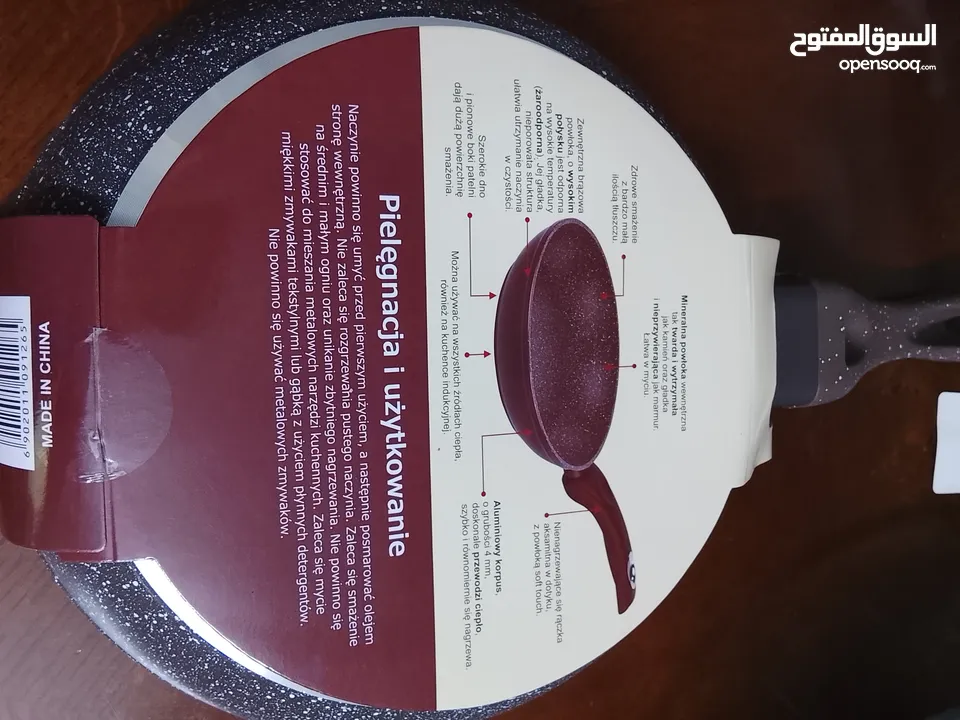 السوق المفتوح
opensooq.com
Mineralna powłoka wewnętrzna
tak twarda i wytrzymała
jak kamień oraz gładka
i nieprzywierająca jak marmur.
Łatwa w myciu.
Zdrowe smażenie
z bardzo małą
ilością tłuszczu.
Zewnętrzna brązowa
powłoka, o wysokim
połysku jest odporna
na wysokie temperatury
(żaroodporna). Jej gładka,
nieporowata struktura
ułatwia utrzymanie naczynia
w czystości.
Szerokie dno
i pionowe boki patelni
dają dużą powierzchnię
smażenia.
Można używać na wszystkich źródłach ciepła,
również na kuchence indukcyjnej.
Nienagrzewające się rączka
aksamitna w dotyku,
z powłoką soft touch.
Aluminiowy korpus,
o grubości 4 mm,
doskonale przewodzi ciepło,
szybko i równomiernie się nagrzewa.
Pielęgnacja i użytkowanie
Naczynie powinno się umyć przed pierwszym użyciem, a następnie posmarować olejem
stronę wewnętrzną. Nie zaleca się rozgrzewania pustego naczynia. Zaleca się smażenie
na średnim i małym ogniu oraz unikanie zbytniego nagrzewania. Nie powinno się
stosować do mieszania metalowych narzędzi kuchennych. Zaleca się mycie
miękkimi zmywakami tekstylnymi lub gąbką z użyciem płynnych detergentów.
Nie powinno się używać metalowych zmywaków.
MADE IN CHINA